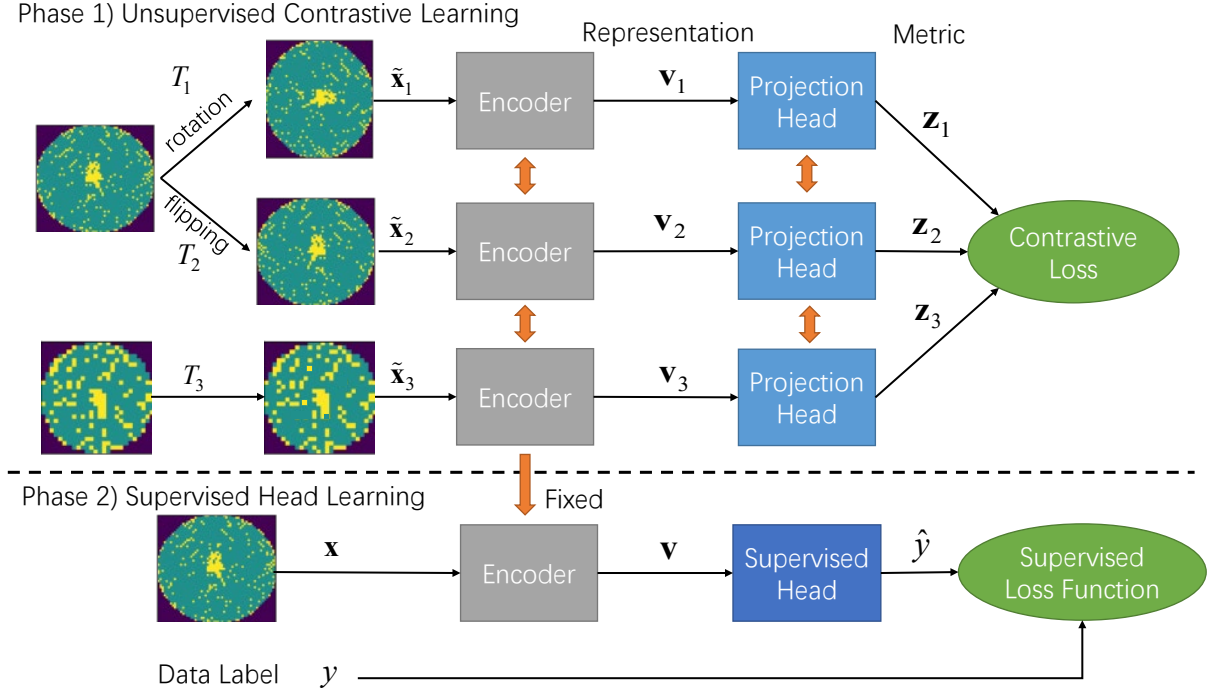 Phase 1) Unsupervised Contrastive Learning
Representation
Metric
T₁
rotation
x̃₁
Encoder
v₁
Projection
Head
z₁
flipping
T₂
x̃₂
Encoder
v₂
Projection
Head
z₂
Contrastive
Loss
T₃
x̃₃
Encoder
v₃
Projection
Head
z₃
Phase 2) Supervised Head Learning
Fixed
x
Encoder
v
Supervised
Head
ŷ
Supervised
Loss Function
Data Label y